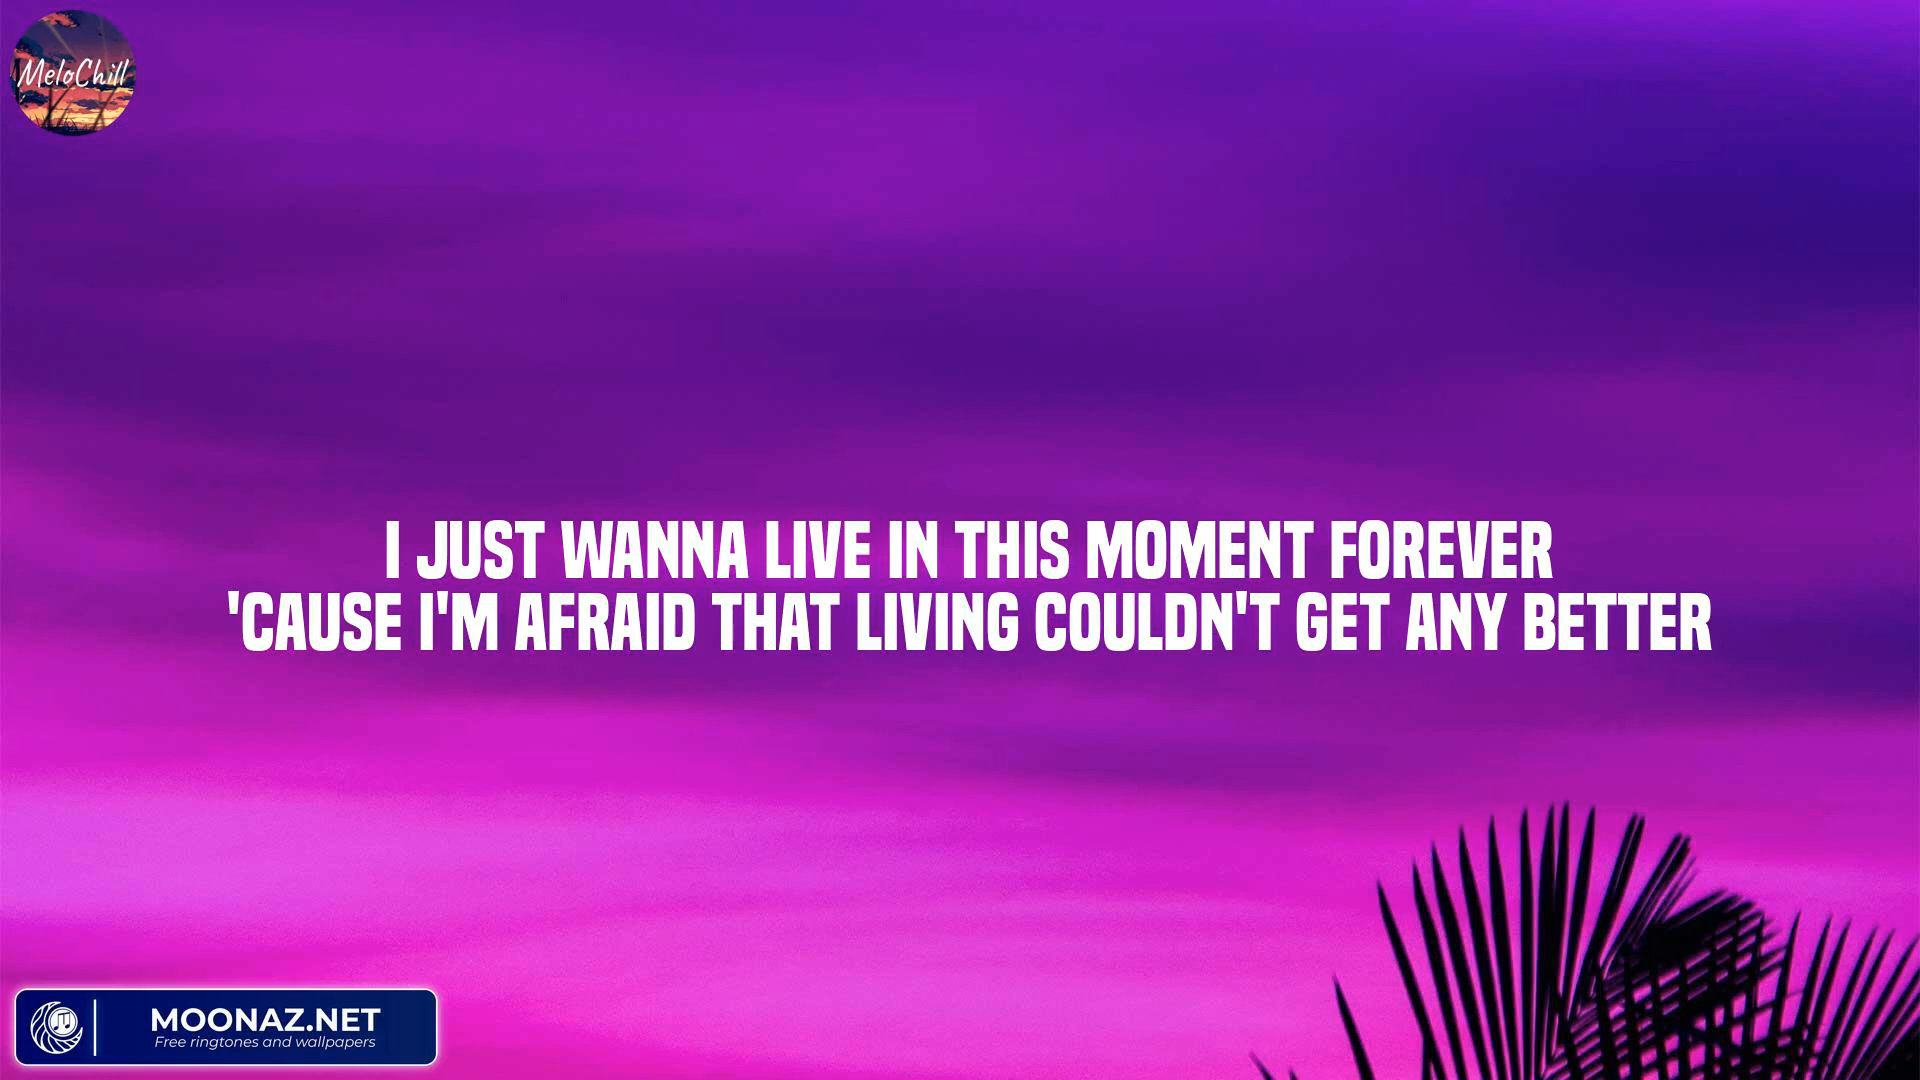 MeloChill
I JUST WANNA LIVE IN THIS MOMENT FOREVER
'CAUSE I'M AFRAID THAT LIVING COULDN'T GET ANY BETTER
MOONAZ.NET
Free ringtones and wallpapers